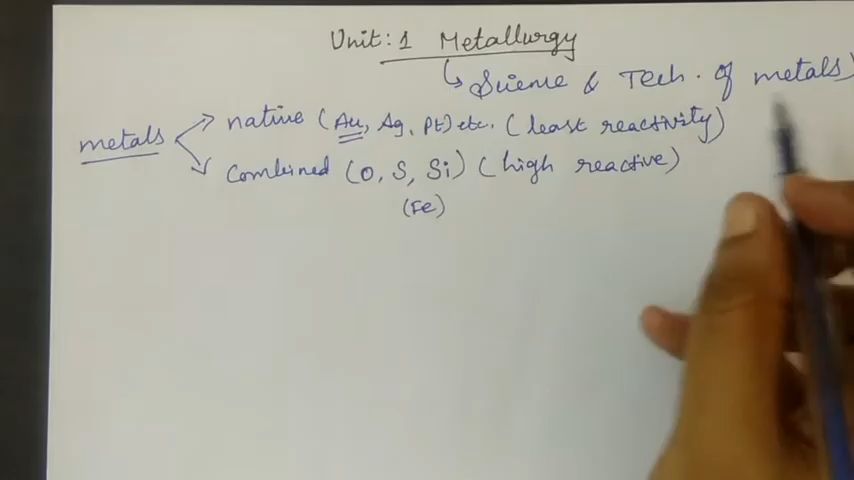 Unit: 1 Metallurgy
↳ Science & Tech. of metals)
metals
native (Au, Ag, Pt) etc. (least reactivity)
Combined (O, S, Si) (high reactive)
(Fe)